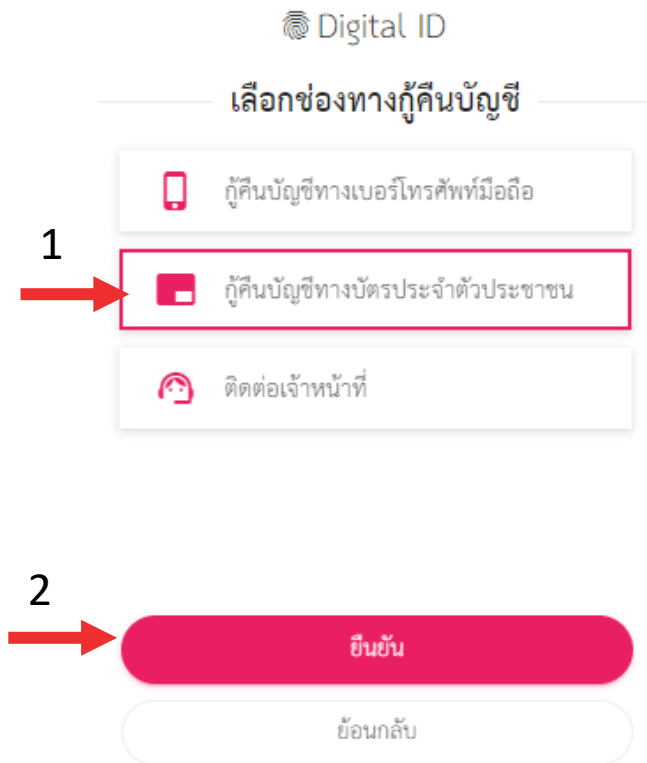 Digital ID
เลือกช่องทางกู้คืนบัญชี
กู้คืนบัญชีทางเบอร์โทรศัพท์มือถือ
1
กู้คืนบัญชีทางบัตรประจำตัวประชาชน
ติดต่อเจ้าหน้าที่
2
ยืนยัน
ย้อนกลับ